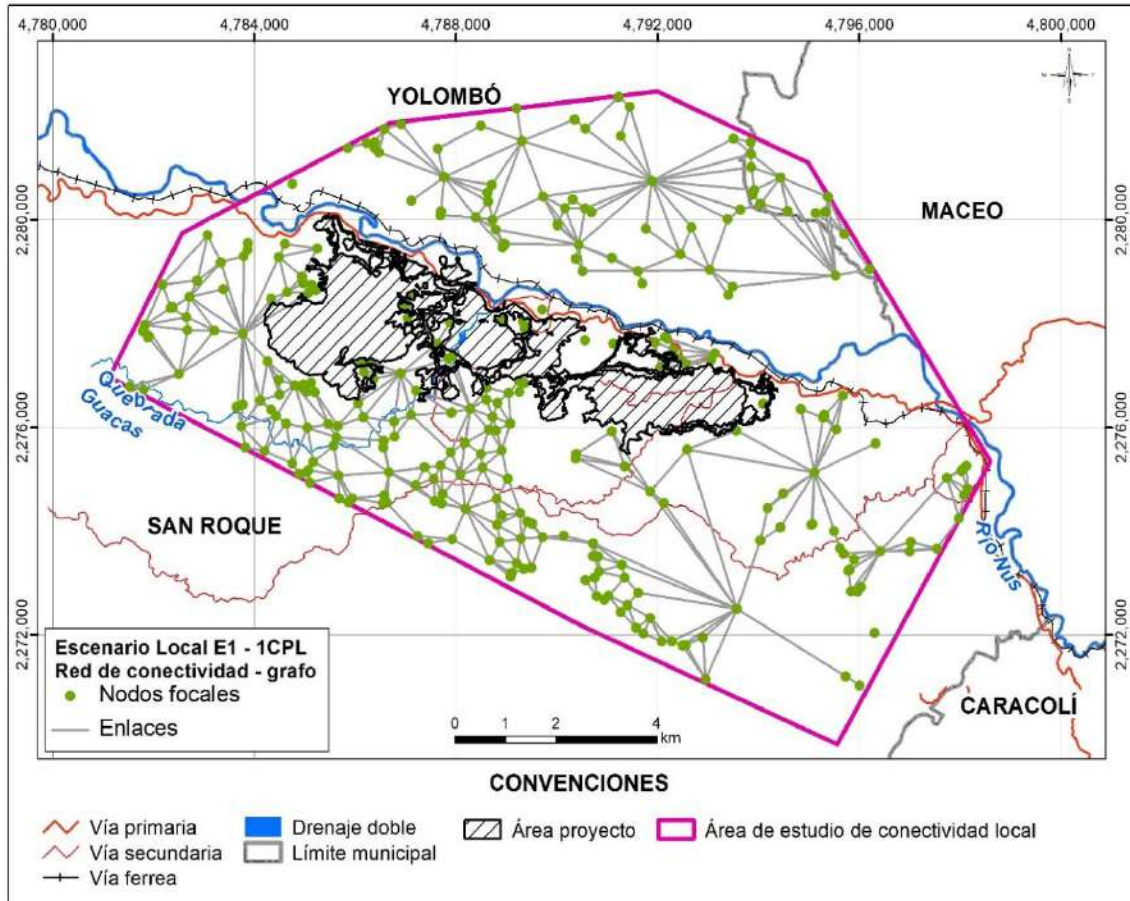 4,780,000 4,784,000 4,788,000 4,792,000 4,796,000 4,800,000
YOLOMBÓ
MACEO
2,280,000 2,280,000
2,276,000 2,276,000
Quebrada
Guacas
SAN ROQUE
Río Nus
2,272,000 2,272,000
CARACOLÍ
Escenario Local E1 - 1CPL
Red de conectividad - grafo
Nodos focales
Enlaces
0 1 2 4
km
CONVENCIONES
Vía primaria
Vía secundaria
Vía ferrea
Drenaje doble
Límite municipal
Área proyecto
Área de estudio de conectividad local